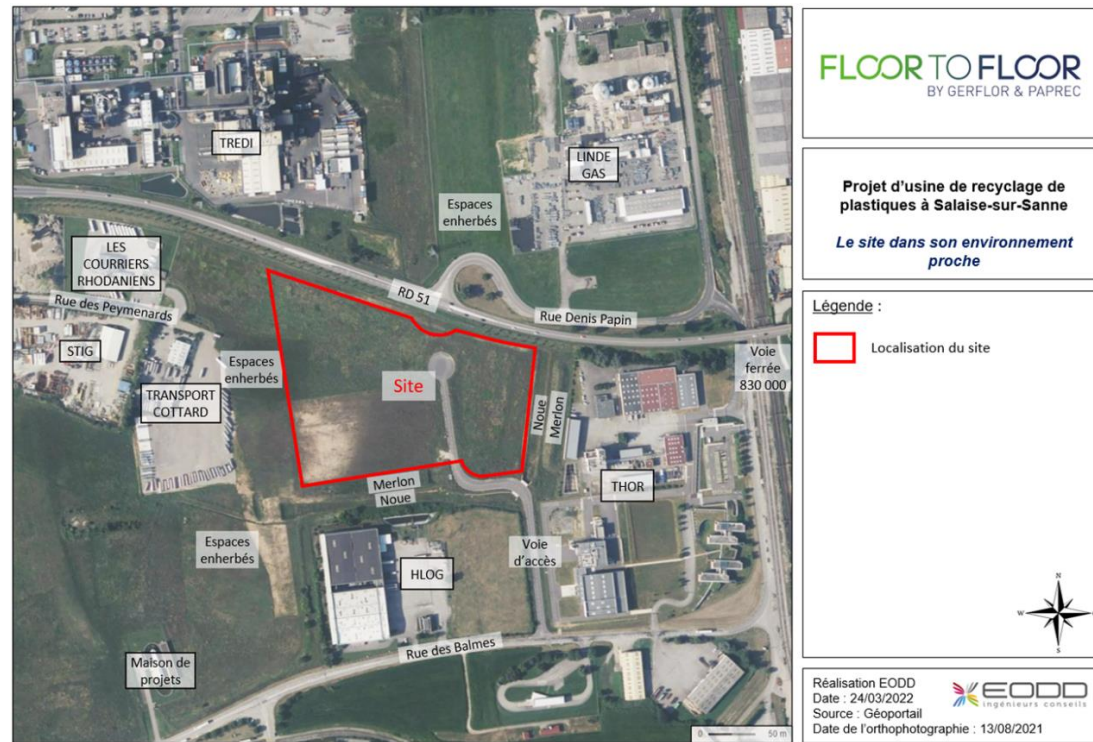 TREDI
LINDE
GAS
Espaces
enherbés
LES
COURRIERS
RHODANIENS
RD 51
Rue des Peymenards
Rue Denis Papin
STIG
Espaces
enherbés
Site
Voie
ferrée
830 000
TRANSPORT
COTTARD
Noue
Merlon
Merlon
Noue
THOR
Espaces
enherbés
Voie
d'accès
HLOG
Rue des Balmes
Maison de
projets
0 50 m
FLOOR TO FLOOR
BY GERFLOR & PAPREC
Projet d'usine de recyclage de
plastiques à Salaise-sur-Sanne
Le site dans son environnement
proche
Légende :
Localisation du site
N
W
S
Réalisation EODD
Date : 24/03/2022
Source : Géoportail
Date de l'orthophotographie : 13/08/2021
EODD
ingénieurs conseils